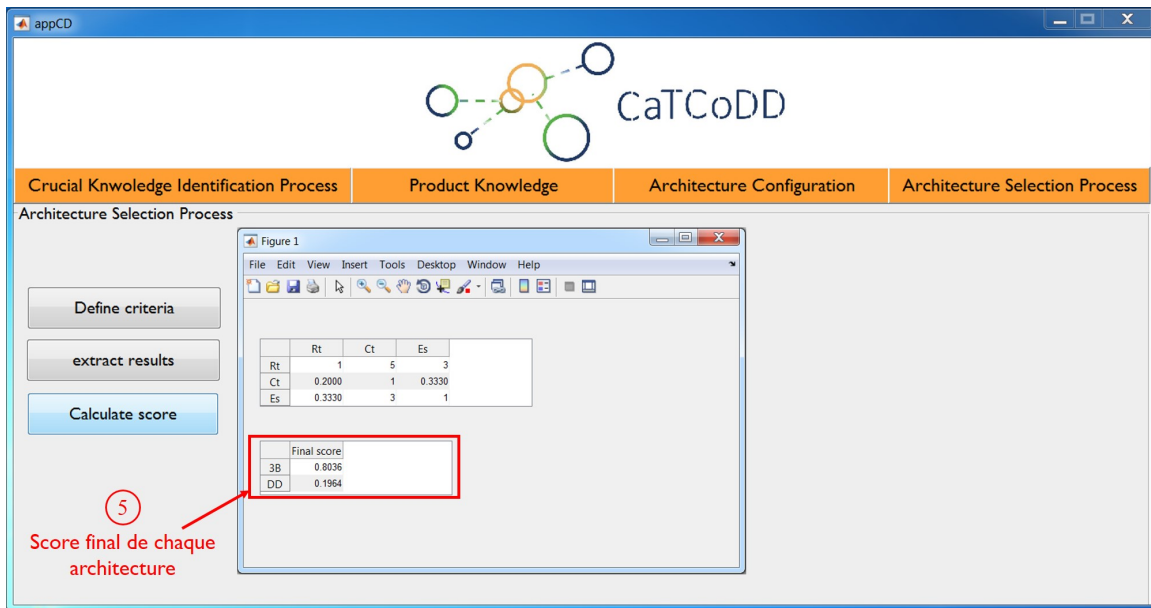 appCD
CaTCoDD
Crucial Knwoledge Identification Process Product Knowledge Architecture Configuration Architecture Selection Process
Architecture Selection Process
Figure 1
File Edit View Insert Tools Desktop Window Help
Define criteria
extract results
Calculate score
Rt Ct Es
Rt 1 5 3
Ct 0.2000 1 0.3330
Es 0.3330 3 1
Final score
3B 0.8036
DD 0.1964
5
Score final de chaque
architecture